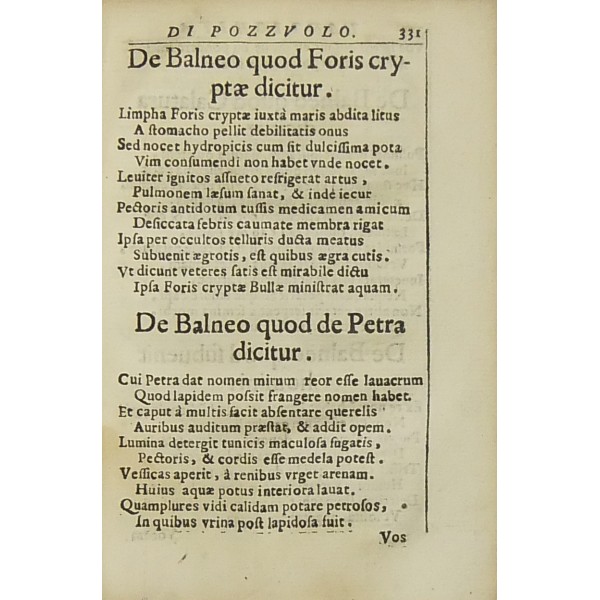 DI POZZVOLO. 331
De Balneo quod Foris cry-
ptæ dicitur.
Limpha Foris cryptæ iuxtà maris abdita litus
A ſtomacho pellit debilitatis onus
Sed nocet hydropicis cum ſit dulciſſima pota
Vim conſumendi non habet vnde nocet.
Leuiter ignitos aſſueto refrigerat artus,
Pulmonem læſum ſanat, & indè iecur
Pectoris antidotum tuſſis medicamen amicum
Deſiccata febris caumate membra rigat
Ipſa per occultos telluris ducta meatus
Subuenit ægrotis, eſt quibus ægra cutis.
Vt dicunt veteres ſatis eſt mirabile dictu
Ipſa Foris cryptæ Bullæ miniſtrat aquam.
De Balneo quod de Petra
dicitur.
Cui Petra dat nomen mirum reor eſſe lauacrum
Quod lapidem poſſit frangere nomen habet.
Et caput à multis facit abſentare querelis
Auribus auditum præſtat, & addit opem.
Lumina detergit tunicis maculoſa fugatis,
Pectoris, & cordis eſſe medela poteſt.
Veſſicas aperit, à renibus vrget arenam.
Huius aquæ potus interiora lauat.
Quamplures vidi calidam potare petroſos,
In quibus vrina poſt lapidoſa fuit.
Vos